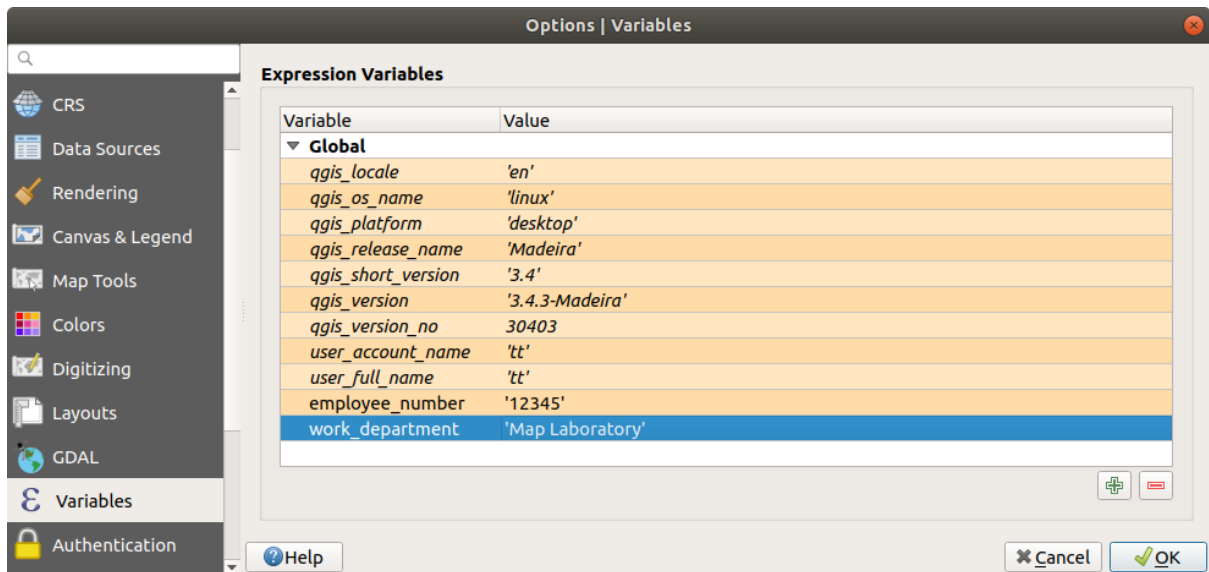 Options | Variables
CRS
Data Sources
Rendering
Canvas & Legend
Map Tools
Colors
Digitizing
Layouts
GDAL
ε Variables
Authentication
Expression Variables
Variable Value
Global
qgis_locale 'en'
qgis_os_name 'linux'
qgis_platform 'desktop'
qgis_release_name 'Madeira'
qgis_short_version '3.4'
qgis_version '3.4.3-Madeira'
qgis_version_no 30403
user_account_name 'tt'
user_full_name 'tt'
employee_number '12345'
work_department 'Map Laboratory'
Help Cancel OK